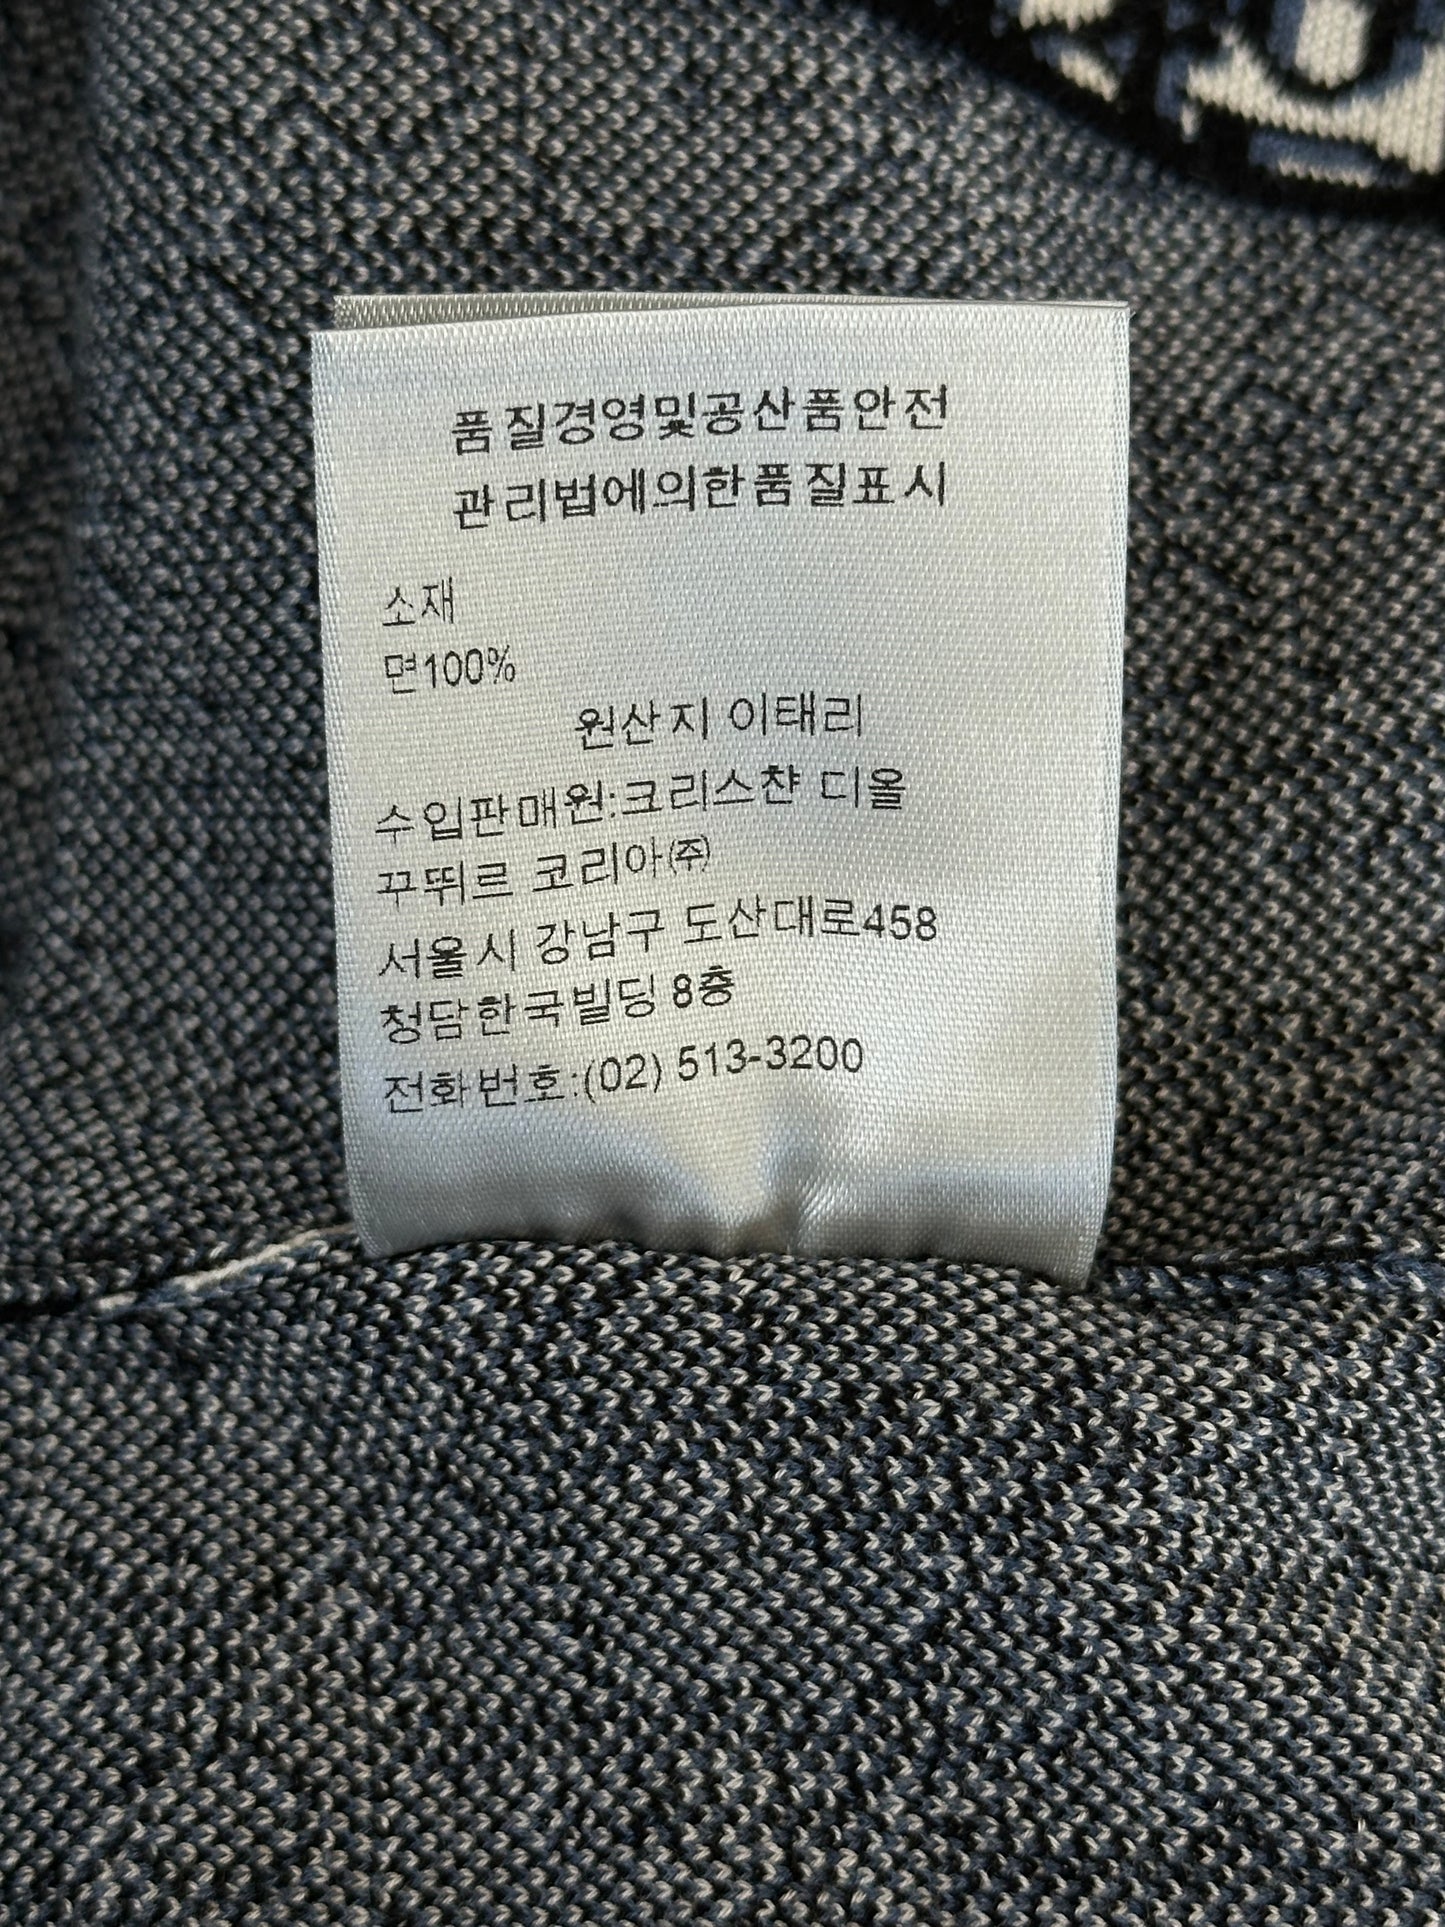 품질경영및공산품안전
관리법에의한품질표시
소재
면100%
원산지 이태리
수입판매원:크리스챤 디올
꾸뛰르 코리아㈜
서울시 강남구 도산대로458
청담한국빌딩 8층
전화번호:(02) 513-3200